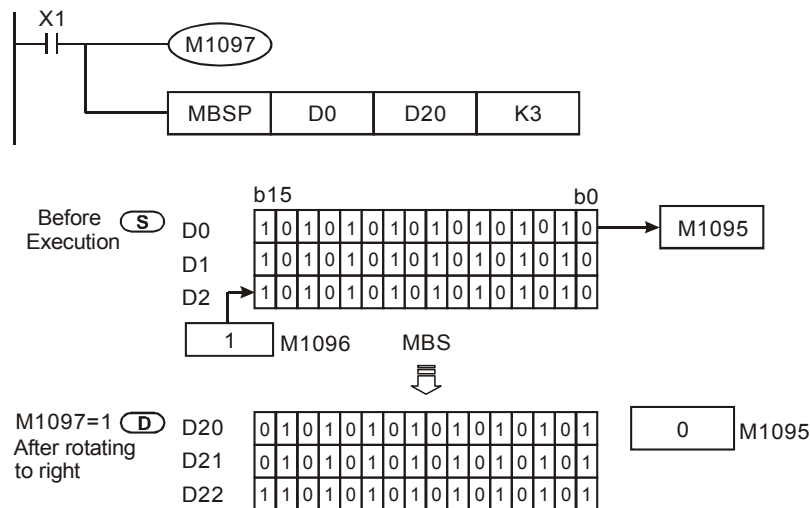 X1
M1097
MBSP D0 D20 K3
b15 b0
Before Execution S D0 1 0 1 0 1 0 1 0 1 0 1 0 1 0 1 0 M1095
D1 1 0 1 0 1 0 1 0 1 0 1 0 1 0 1 0
D2 1 0 1 0 1 0 1 0 1 0 1 0 1 0 1 0
1 M1096 MBS
M1097=1 D D20 0 1 0 1 0 1 0 1 0 1 0 1 0 1 0 1 0 M1095
After rotating D21 0 1 0 1 0 1 0 1 0 1 0 1 0 1 0 1
to right D22 1 1 0 1 0 1 0 1 0 1 0 1 0 1 0 1